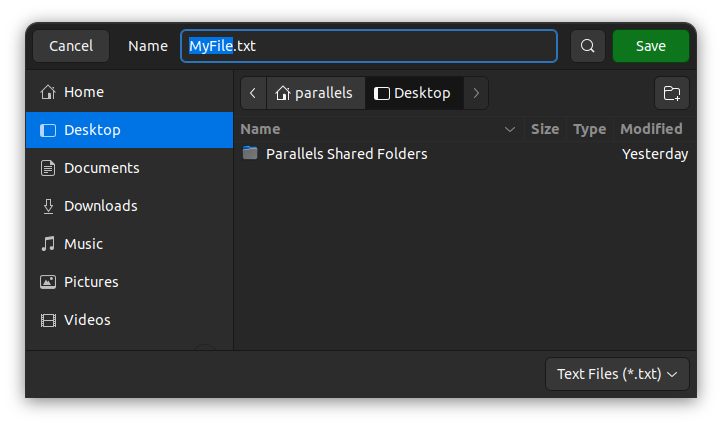 Cancel Name MyFile.txt Save
Home
Desktop
Documents
Downloads
Music
Pictures
Videos
parallels Desktop
Name Size Type Modified
Parallels Shared Folders Yesterday
Text Files (*.txt)